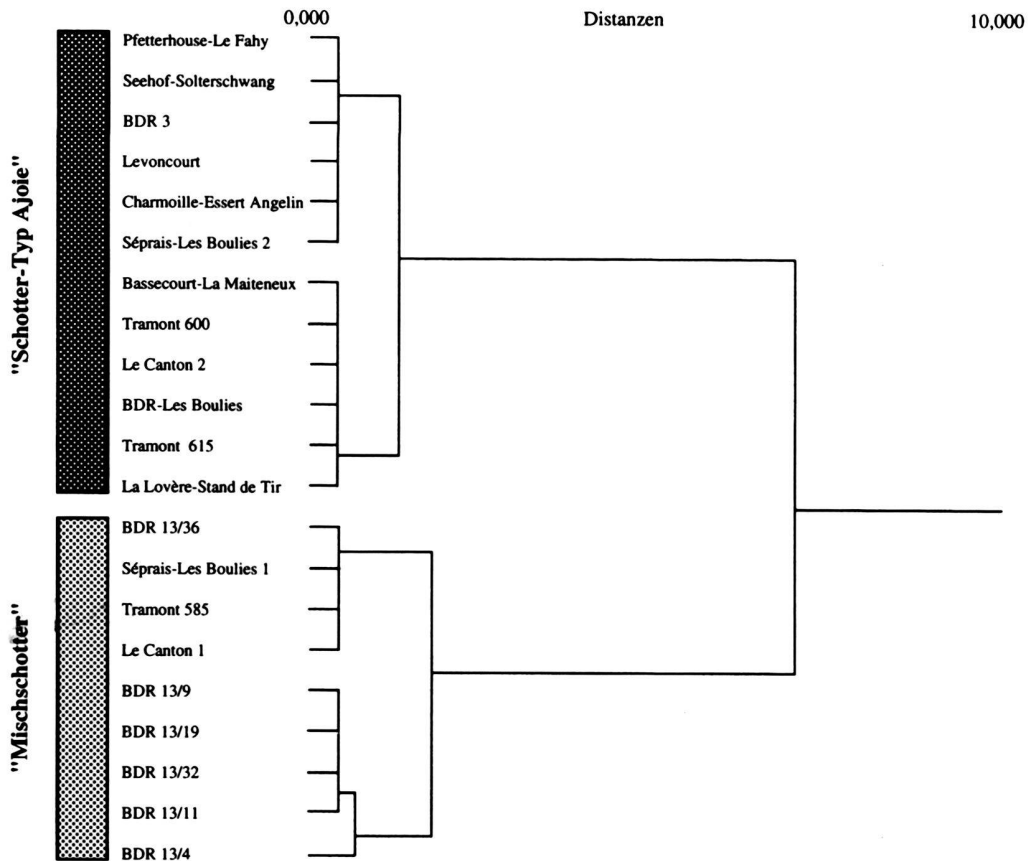 0,000 Distanzen 10,000
"Schotter-Typ Ajoie"
Pfetterhouse-Le Fahy
Seehof-Solterschwang
BDR 3
Levoncourt
Charmoille-Essert Angelin
Séprais-Les Boulies 2
Bassecourt-La Maiteneux
Tramont 600
Le Canton 2
BDR-Les Boulies
Tramont 615
La Lovère-Stand de Tir
"Mischschotter"
BDR 13/36
Séprais-Les Boulies 1
Tramont 585
Le Canton 1
BDR 13/9
BDR 13/19
BDR 13/32
BDR 13/11
BDR 13/4